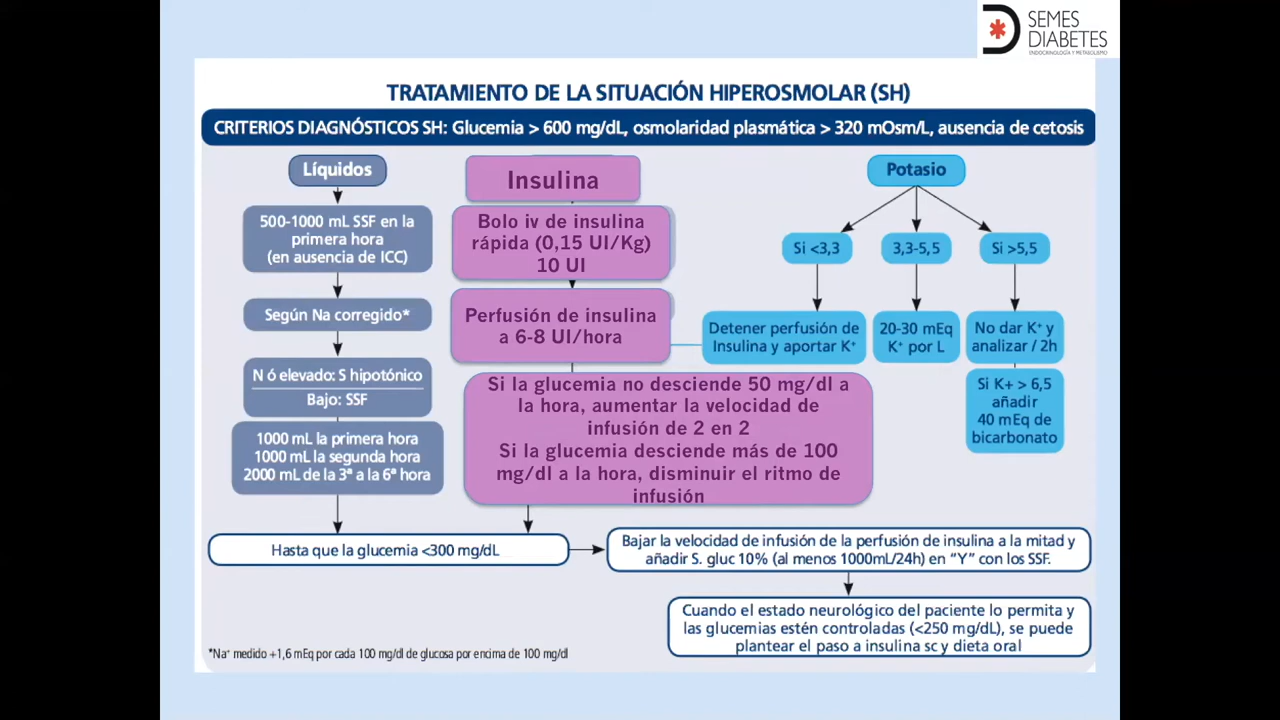 SEMES
DIABETES
ENDOCRINOLOGÍA Y METABOLISMO
TRATAMIENTO DE LA SITUACIÓN HIPEROSMOLAR (SH)
CRITERIOS DIAGNÓSTICOS SH: Glucemia > 600 mg/dL, osmolaridad plasmática > 320 mOsm/L, ausencia de cetosis
Líquidos
500-1000 mL SSF en la
primera hora
(en ausencia de ICC)
Según Na corregido*
N ó elevado: S hipotónico
Bajo: SSF
1000 mL la primera hora
1000 mL la segunda hora
2000 mL de la 3ª a la 6ª hora
Insulina
Bolo iv de insulina
rápida (0,15 UI/Kg)
10 UI
Perfusión de insulina
a 6-8 UI/hora
Si la glucemia no desciende 50 mg/dl a
la hora, aumentar la velocidad de
infusión de 2 en 2
Si la glucemia desciende más de 100
mg/dl a la hora, disminuir el ritmo de
infusión
Potasio
Si <3,3
3,3-5,5
Si >5,5
Detener perfusión de
Insulina y aportar K⁺
20-30 mEq
K⁺ por L
No dar K⁺ y
analizar / 2h
Si K+ > 6,5
añadir
40 mEq de
bicarbonato
Hasta que la glucemia <300 mg/dL
Bajar la velocidad de infusión de la perfusión de insulina a la mitad y
añadir S. gluc 10% (al menos 1000mL/24h) en “Y” con los SSF.
Cuando el estado neurológico del paciente lo permita y
las glucemias estén controladas (<250 mg/dL), se puede
plantear el paso a insulina sc y dieta oral
*Na⁺ medido +1,6 mEq por cada 100 mg/dl de glucosa por encima de 100 mg/dl